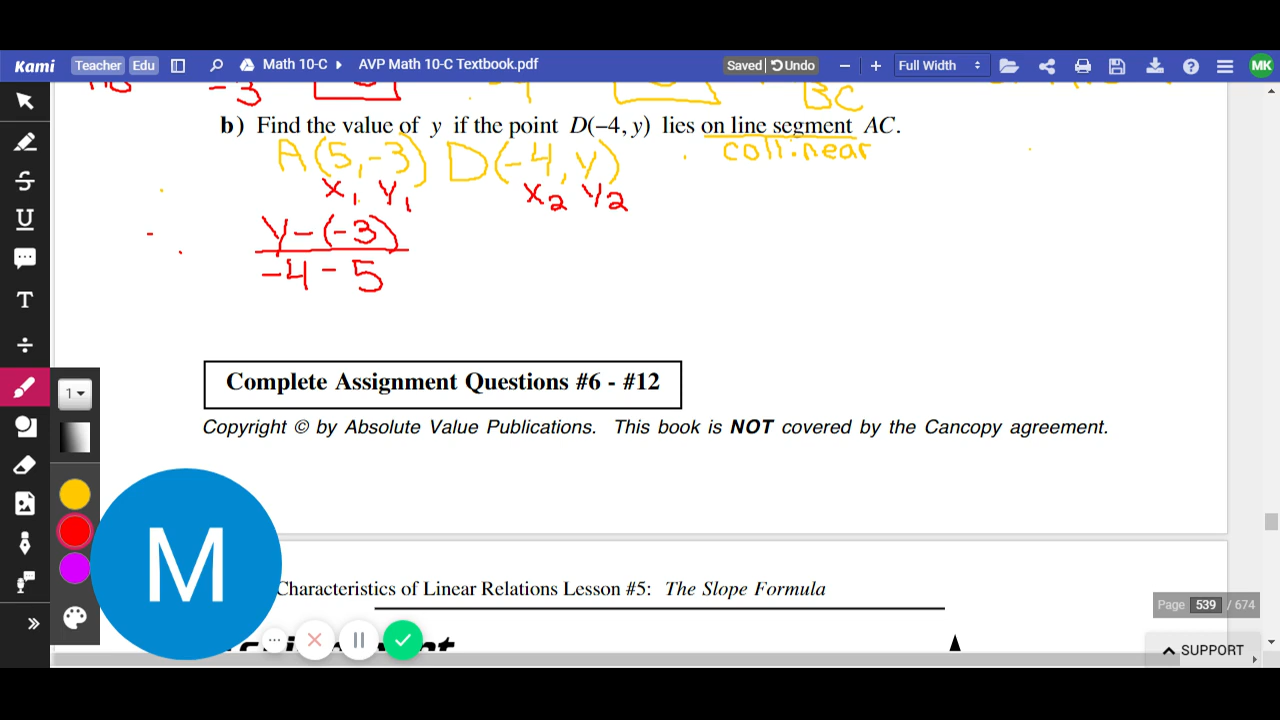 Kami Teacher Edu Math 10-C AVP Math 10-C Textbook.pdf Saved Undo Full Width MK
-3
BC
b) Find the value of y if the point D(–4, y) lies on line segment AC.
A(5,-3) D(-4,y) collinear
x1 y1 x2 y2
y-(-3)
-4-5
1
Complete Assignment Questions #6 - #12
Copyright © by Absolute Value Publications. This book is NOT covered by the Cancopy agreement.
M
Characteristics of Linear Relations Lesson #5: The Slope Formula
Page 539 / 674
SUPPORT